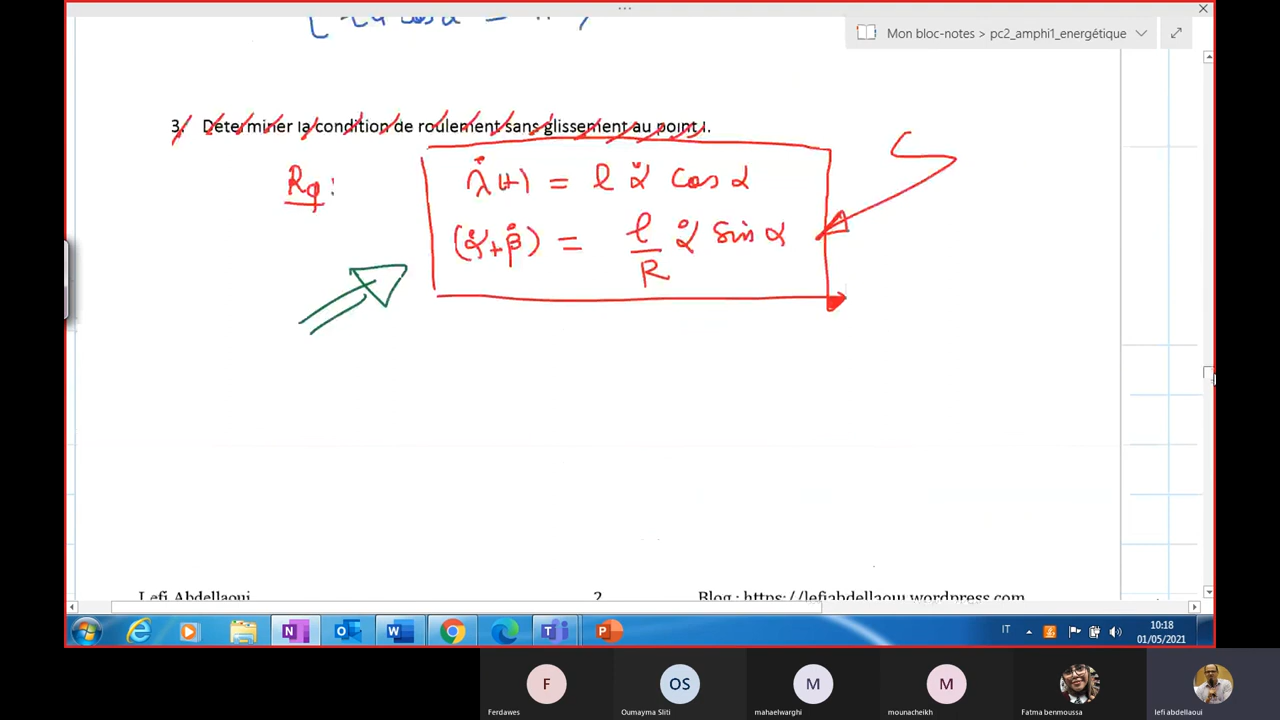 Mon bloc-notes > pc2_amphi1_energétique
3. Déterminer la condition de roulement sans glissement au point I.
Rq :
λ̇(t) = l α̇ cos α
(α̇ + β̇) = l/R α̇ sin α
Lefi Abdellaoui
2
Blog : https://lefiabdellaoui.wordpress.com
IT
10:18
01/05/2021
F
OS
M
M
Ferdawes
Oumayma Sliti
mahaelwarghi
mounacheikh
Fatma benmoussa
lefi abdellaoui